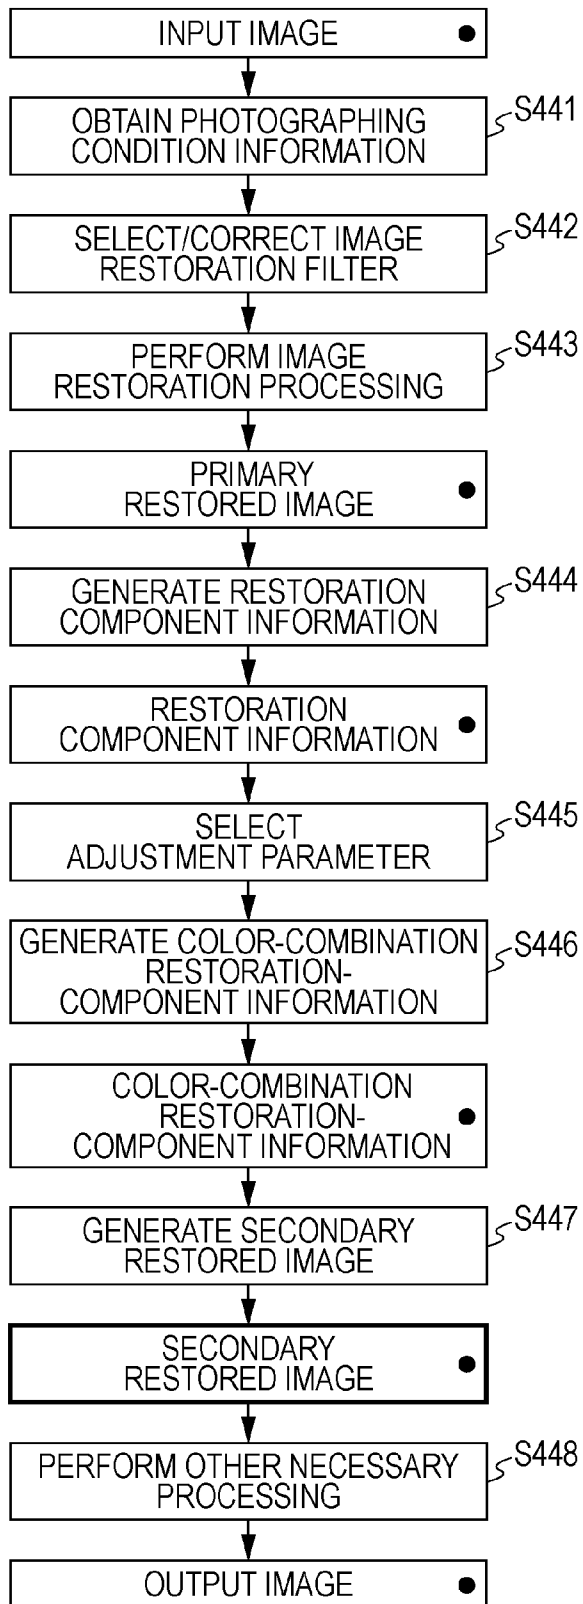 INPUT IMAGE
S441
OBTAIN PHOTOGRAPHING
CONDITION INFORMATION
S442
SELECT/CORRECT IMAGE
RESTORATION FILTER
S443
PERFORM IMAGE
RESTORATION PROCESSING
PRIMARY
RESTORED IMAGE
S444
GENERATE RESTORATION
COMPONENT INFORMATION
RESTORATION
COMPONENT INFORMATION
S445
SELECT
ADJUSTMENT PARAMETER
S446
GENERATE COLOR-COMBINATION
RESTORATION-
COMPONENT INFORMATION
COLOR-COMBINATION
RESTORATION-
COMPONENT INFORMATION
S447
GENERATE SECONDARY
RESTORED IMAGE
SECONDARY
RESTORED IMAGE
S448
PERFORM OTHER NECESSARY
PROCESSING
OUTPUT IMAGE